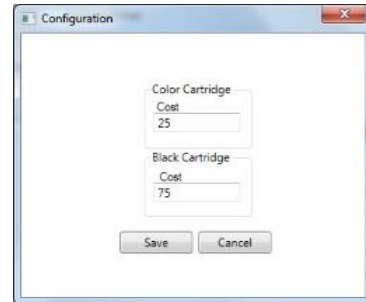 Configuration
Color Cartridge
Cost
25
Black Cartridge
Cost
75
Save Cancel